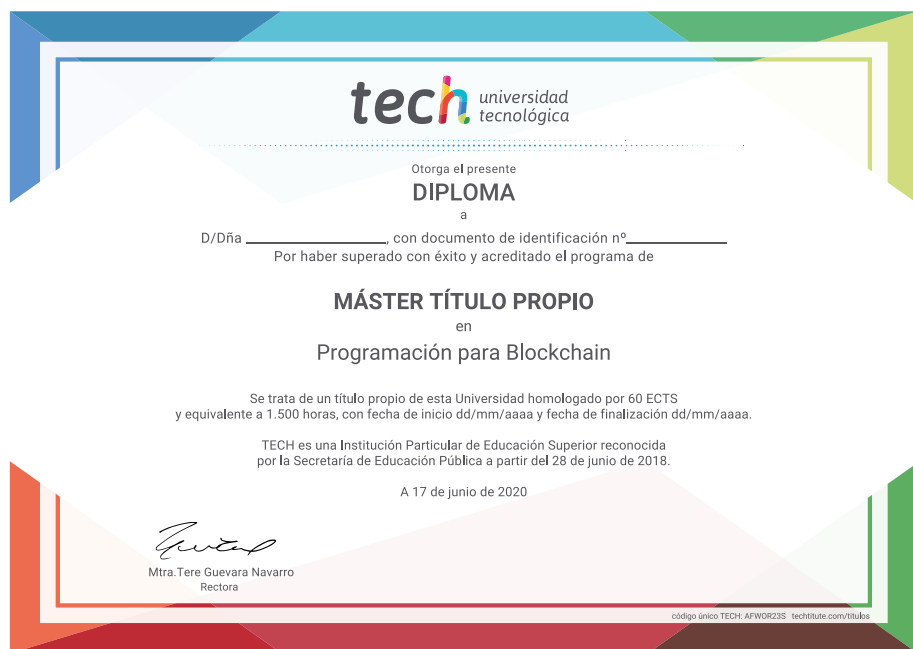 tech universidad
tecnológica
Otorga el presente
DIPLOMA
a
D/Dña ____________________, con documento de identificación nº______________
Por haber superado con éxito y acreditado el programa de
MÁSTER TÍTULO PROPIO
en
Programación para Blockchain
Se trata de un título propio de esta Universidad homologado por 60 ECTS
y equivalente a 1.500 horas, con fecha de inicio dd/mm/aaaa y fecha de finalización dd/mm/aaaa.
TECH es una Institución Particular de Educación Superior reconocida
por la Secretaría de Educación Pública a partir del 28 de junio de 2018.
A 17 de junio de 2020
Mtra.Tere Guevara Navarro
Rectora
código único TECH: AFWOR23S techtitute.com/titulos